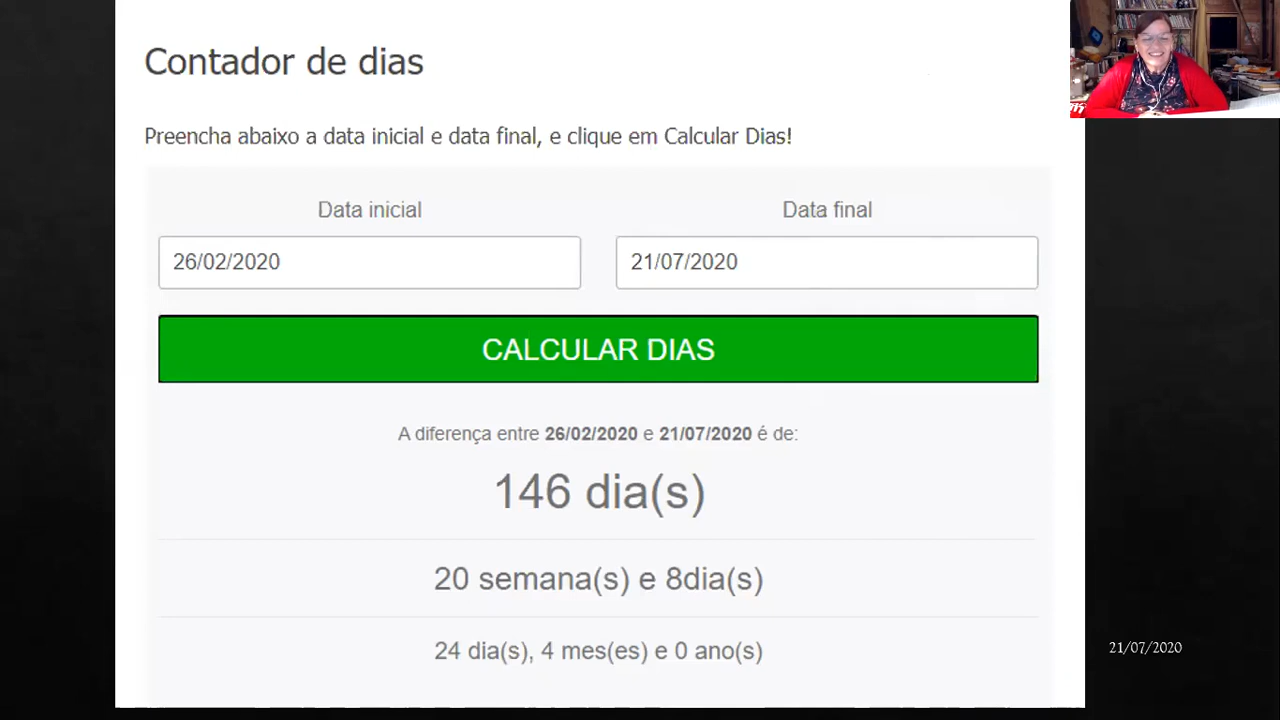 Contador de dias
Preencha abaixo a data inicial e data final, e clique em Calcular Dias!
Data inicial
Data final
26/02/2020
21/07/2020
CALCULAR DIAS
A diferença entre 26/02/2020 e 21/07/2020 é de:
146 dia(s)
20 semana(s) e 8dia(s)
24 dia(s), 4 mes(es) e 0 ano(s)
21/07/2020